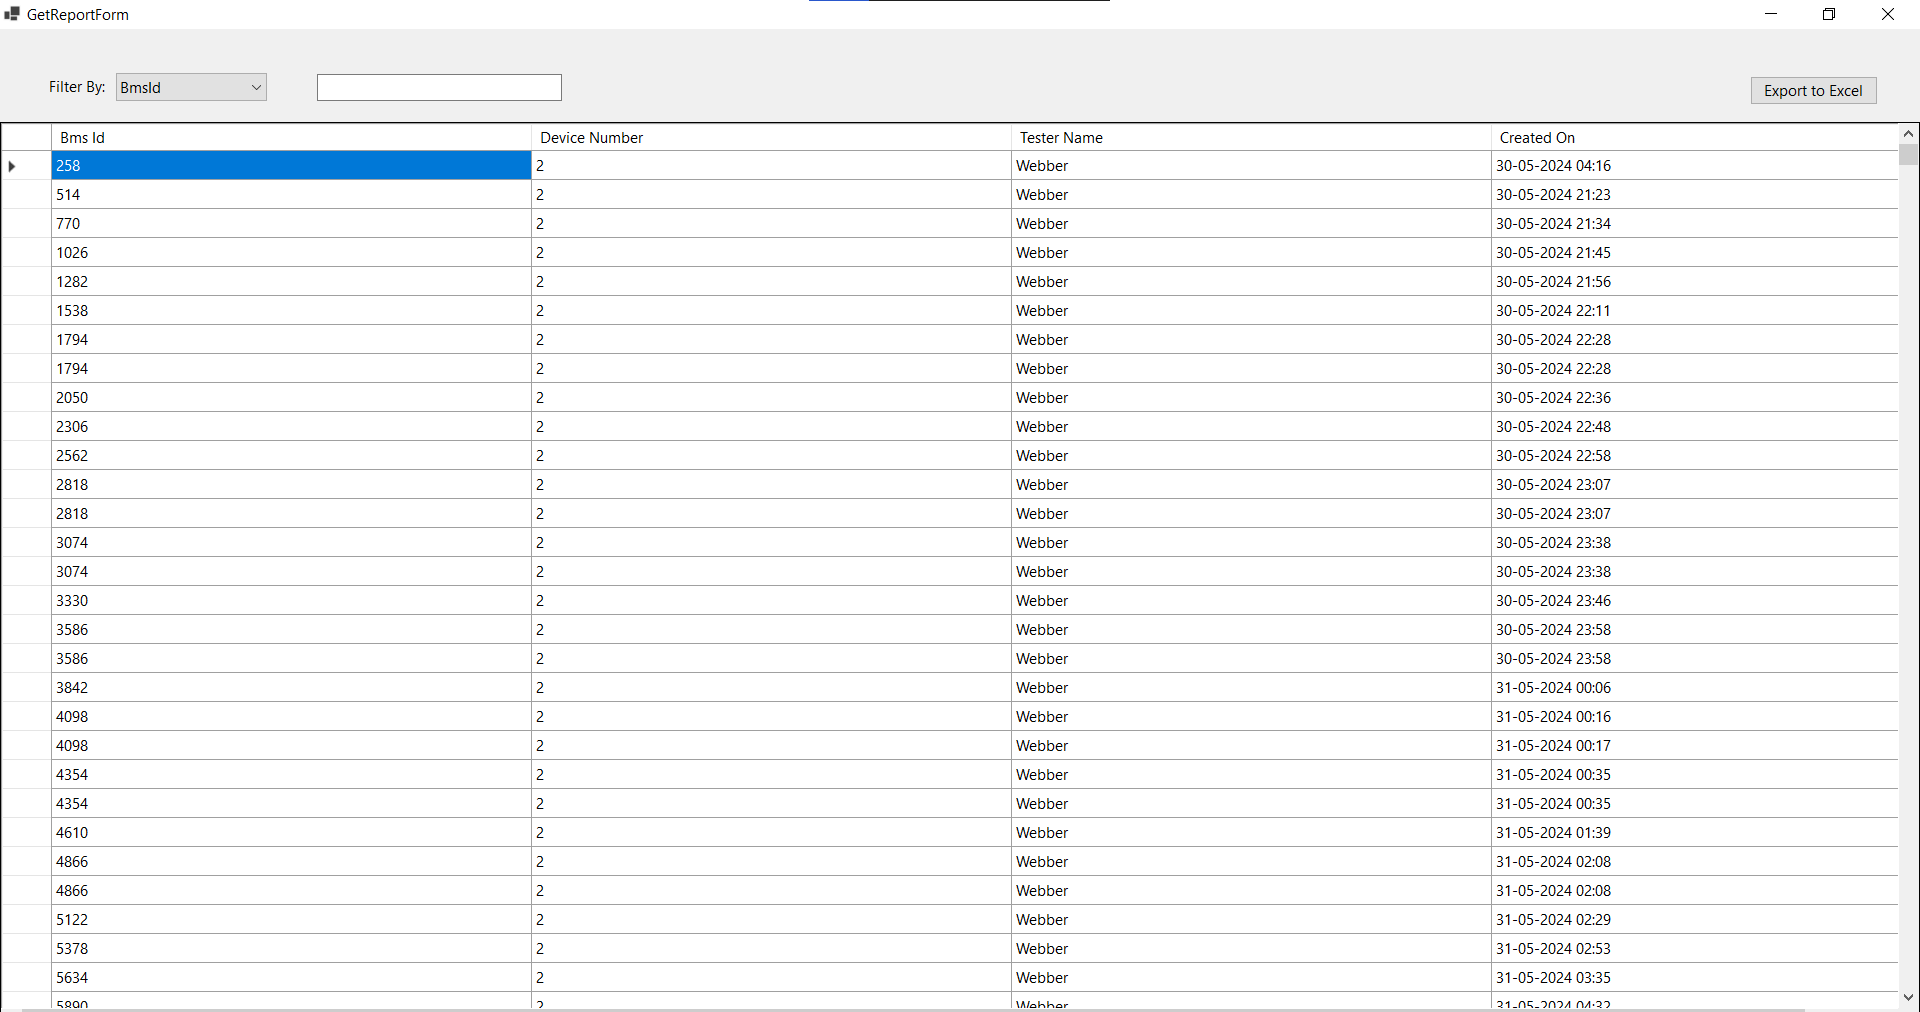 GetReportForm
Filter By: BmsId
Export to Excel
Bms Id Device Number Tester Name Created On
258 2 Webber 30-05-2024 04:16
514 2 Webber 30-05-2024 21:23
770 2 Webber 30-05-2024 21:34
1026 2 Webber 30-05-2024 21:45
1282 2 Webber 30-05-2024 21:56
1538 2 Webber 30-05-2024 22:11
1794 2 Webber 30-05-2024 22:28
1794 2 Webber 30-05-2024 22:28
2050 2 Webber 30-05-2024 22:36
2306 2 Webber 30-05-2024 22:48
2562 2 Webber 30-05-2024 22:58
2818 2 Webber 30-05-2024 23:07
2818 2 Webber 30-05-2024 23:07
3074 2 Webber 30-05-2024 23:38
3074 2 Webber 30-05-2024 23:38
3330 2 Webber 30-05-2024 23:46
3586 2 Webber 30-05-2024 23:58
3586 2 Webber 30-05-2024 23:58
3842 2 Webber 31-05-2024 00:06
4098 2 Webber 31-05-2024 00:16
4098 2 Webber 31-05-2024 00:17
4354 2 Webber 31-05-2024 00:35
4354 2 Webber 31-05-2024 00:35
4610 2 Webber 31-05-2024 01:39
4866 2 Webber 31-05-2024 02:08
4866 2 Webber 31-05-2024 02:08
5122 2 Webber 31-05-2024 02:29
5378 2 Webber 31-05-2024 02:53
5634 2 Webber 31-05-2024 03:35
5890 2 Webber 31-05-2024 04:32